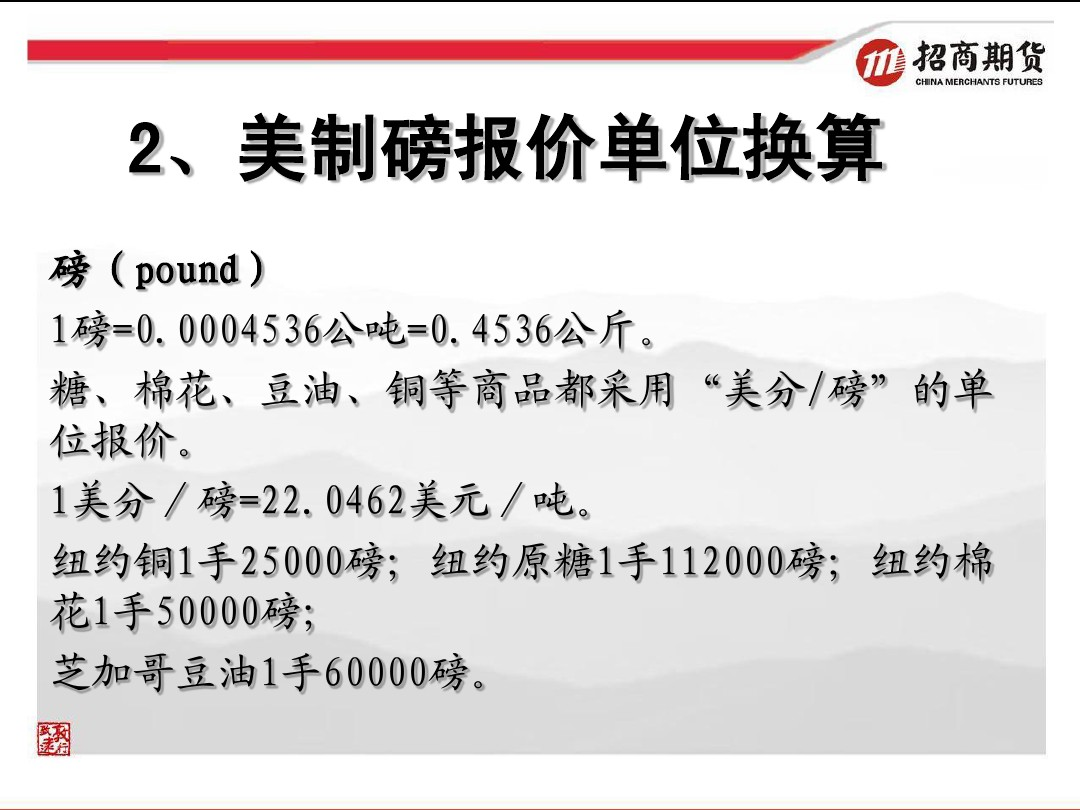 招商期货
CHINA MERCHANTS FUTURES
2、美制磅报价单位换算
磅（pound）
1磅=0.0004536公吨=0.4536公斤。
糖、棉花、豆油、铜等商品都采用“美分/磅”的单
位报价。
1美分／磅=22.0462美元／吨。
纽约铜1手25000磅；纽约原糖1手112000磅；纽约棉
花1手50000磅；
芝加哥豆油1手60000磅。